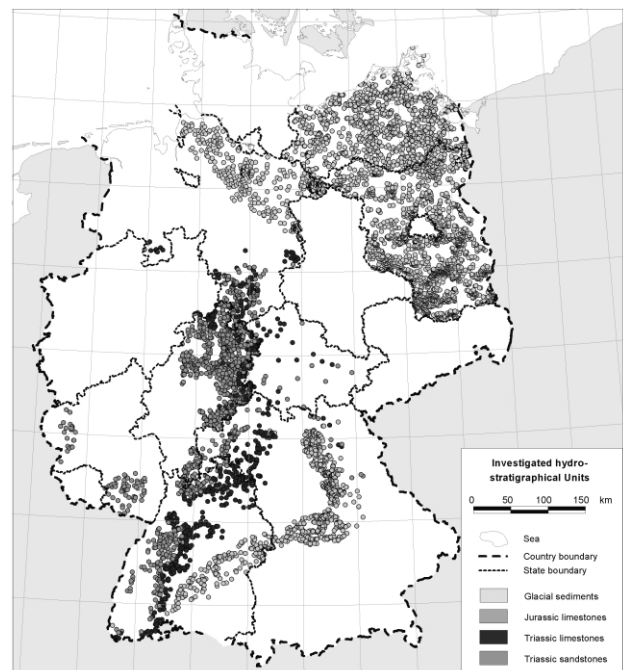 Investigated hydro-
stratigraphical Units
0 50 100 150 km
Sea
Country boundary
State boundary
Glacial sediments
Jurassic limestones
Triassic limestones
Triassic sandstones